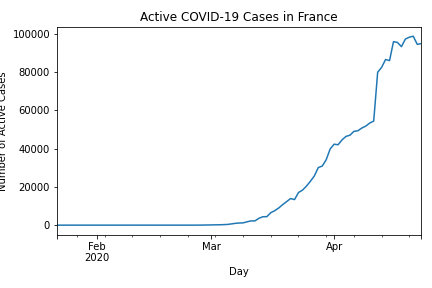 Active COVID-19 Cases in France
Number of Active Cases
100000
80000
60000
40000
20000
0
Feb
2020
Mar
Apr
Day